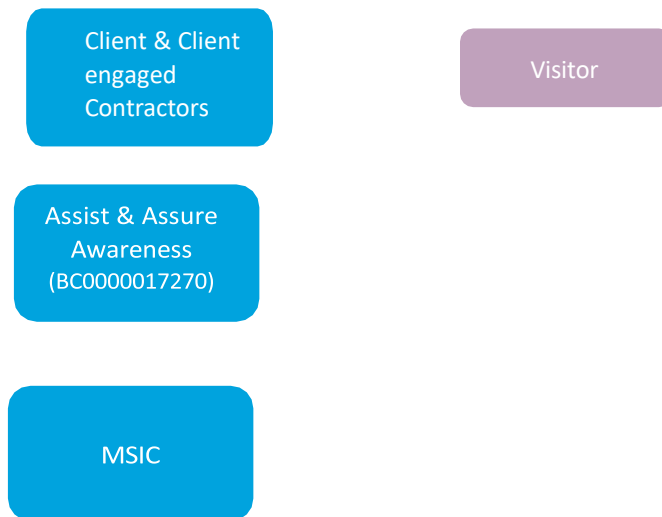 Client & Client
engaged
Contractors
Visitor
Assist & Assure
Awareness
(BC0000017270)
MSIC